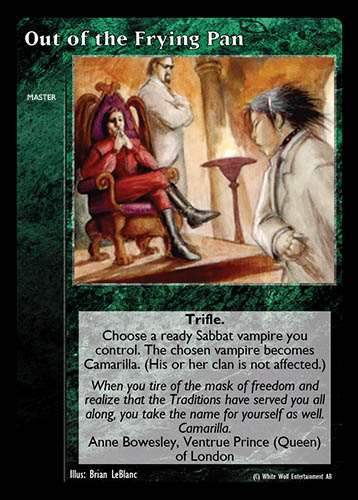 Out of the Frying Pan
MASTER
Trifle.
Choose a ready Sabbat vampire you
control. The chosen vampire becomes
Camarilla. (His or her clan is not affected.)
When you tire of the mask of freedom and
realize that the Traditions have served you all
along, you take the name for yourself as well.
Camarilla.
Anne Bowesley, Ventrue Prince (Queen)
of London
Illus: Brian LeBlanc
(C) White Wolf Entertainment AB